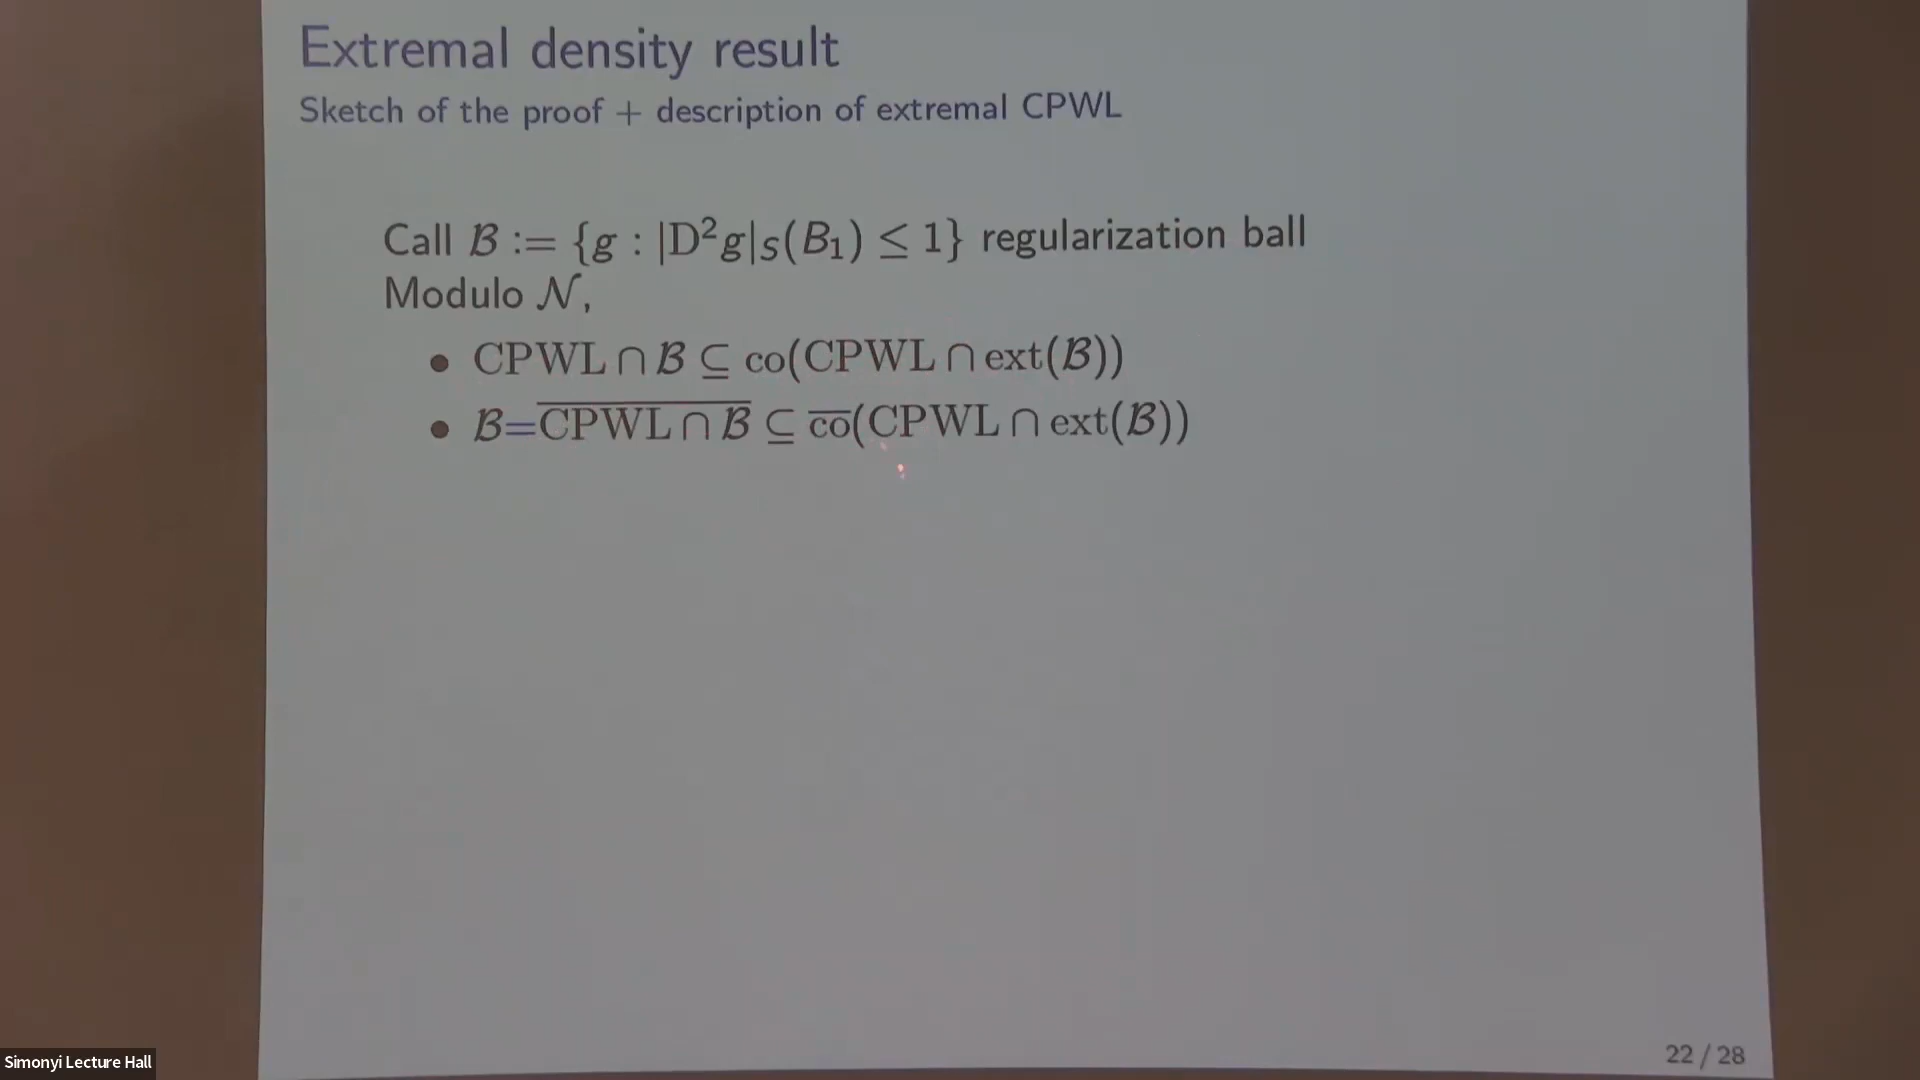 Extremal density result
Sketch of the proof + description of extremal CPWL
Call ℬ := {g : |D²g|_S(B₁) ≤ 1} regularization ball
Modulo 𝒩,
• CPWL ∩ ℬ ⊆ co(CPWL ∩ ext(ℬ))
• ℬ=\overline{CPWL ∩ ℬ} ⊆ \overline{co}(CPWL ∩ ext(ℬ))
22 / 28
Simonyi Lecture Hall